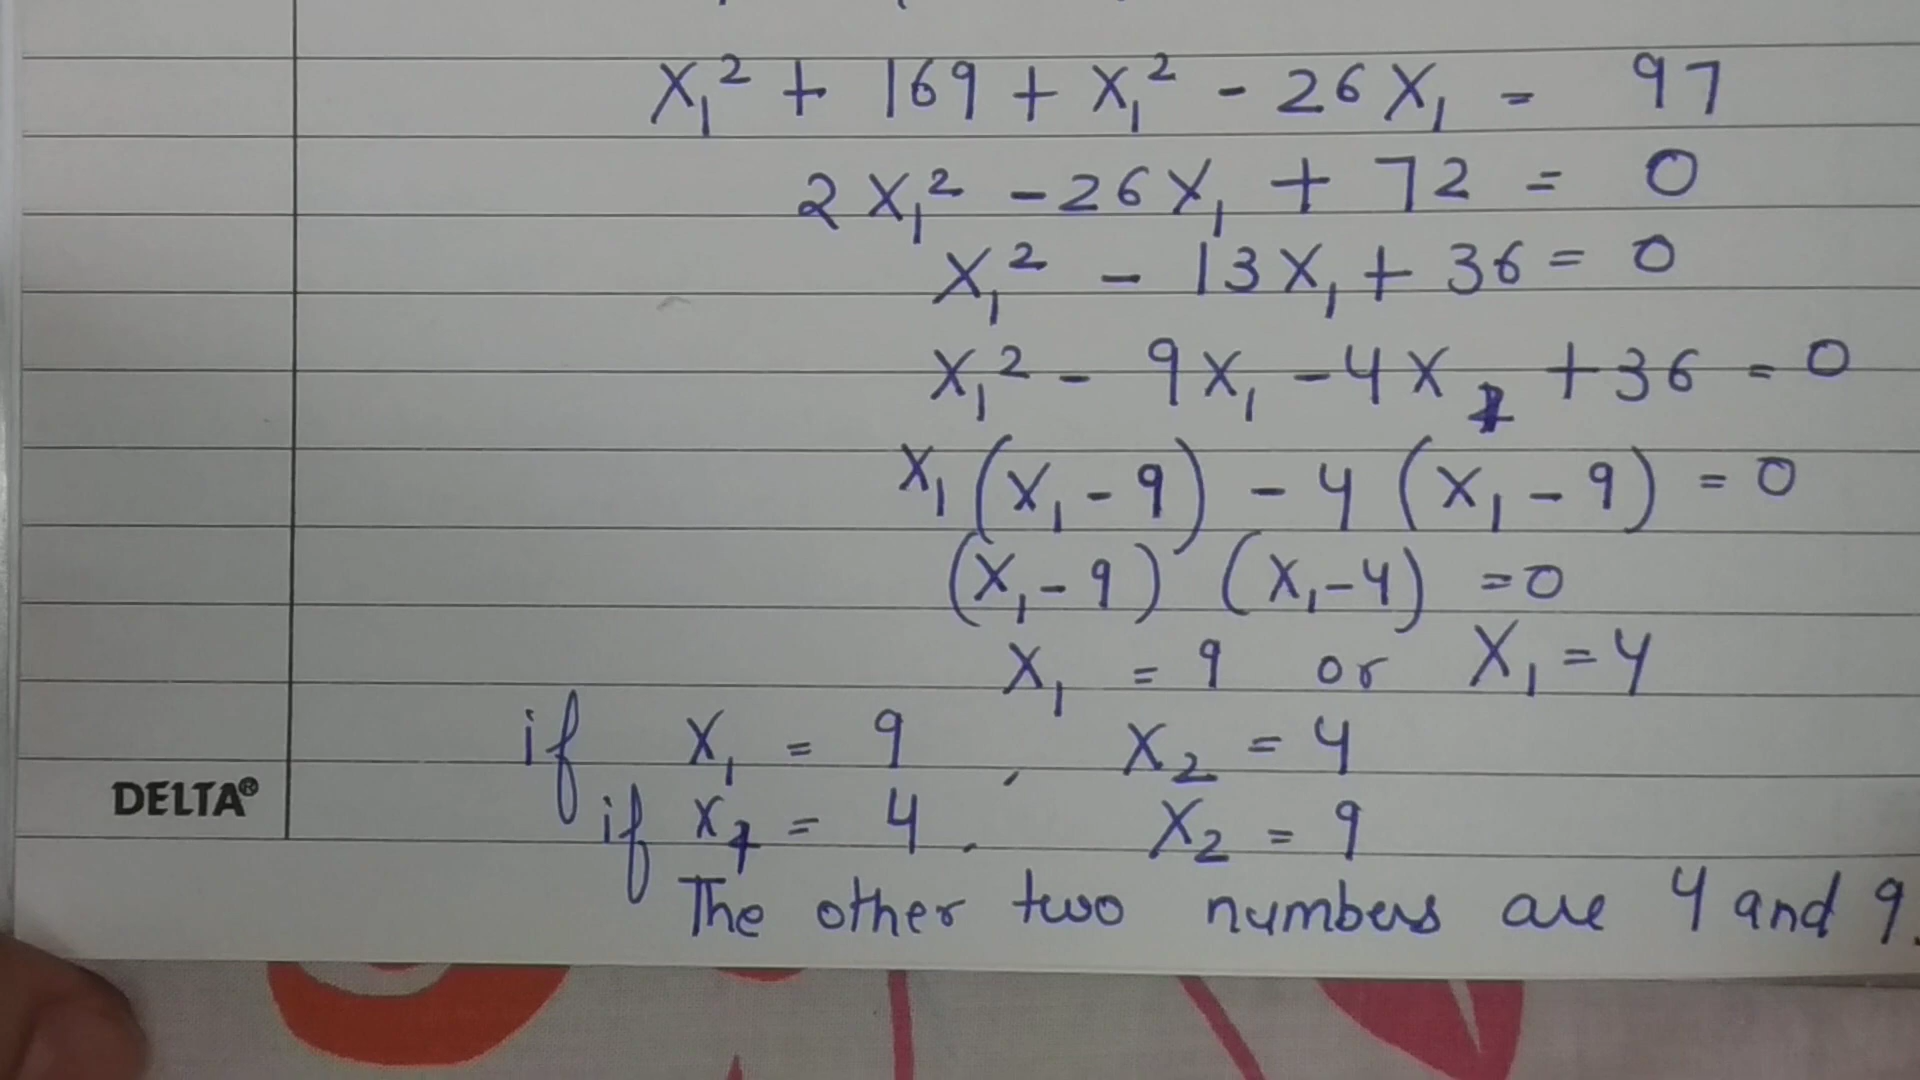 X₁² + 169 + X₁² - 26X₁ = 97
2X₁² - 26X₁ + 72 = 0
X₁² - 13X₁ + 36 = 0
X₁² - 9X₁ - 4X₁ + 36 = 0
X₁(X₁ - 9) - 4(X₁ - 9) = 0
(X₁ - 9) (X₁ - 4) = 0
X₁ = 9 or X₁ = 4
if X₁ = 9, X₂ = 4
DELTA®
if X₁ = 4, X₂ = 9
The other two numbers are 4 and 9.